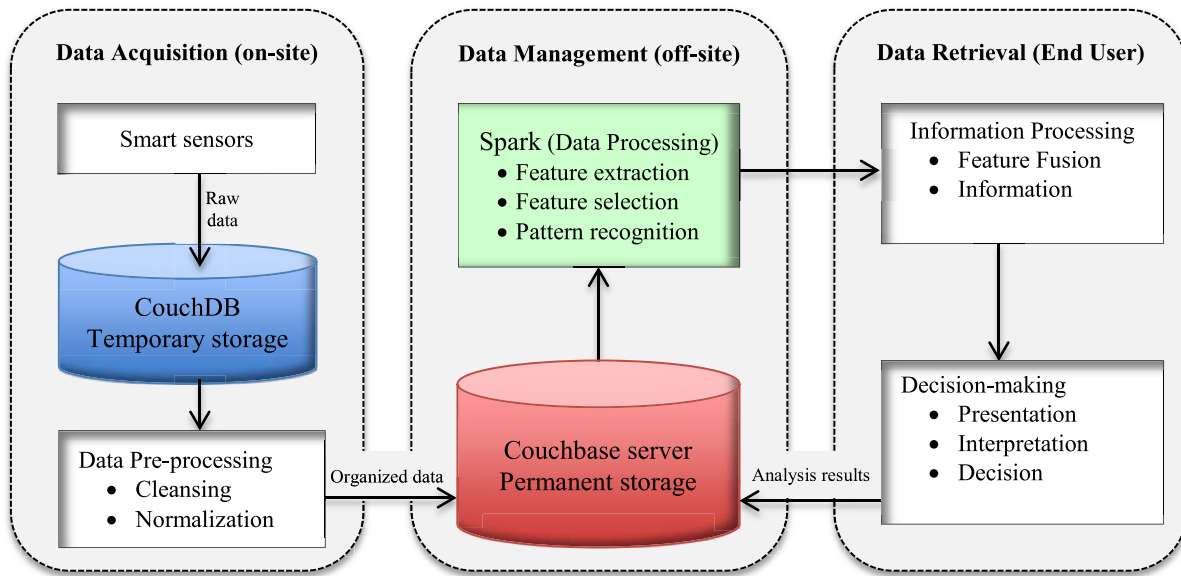 Data Acquisition (on-site)
Smart sensors
Raw
data
CouchDB
Temporary storage
Data Pre-processing
• Cleansing
• Normalization
Organized data
Data Management (off-site)
Spark (Data Processing)
• Feature extraction
• Feature selection
• Pattern recognition
Couchbase server
Permanent storage
Data Retrieval (End User)
Information Processing
• Feature Fusion
• Information
Decision-making
• Presentation
• Interpretation
• Decision
Analysis results